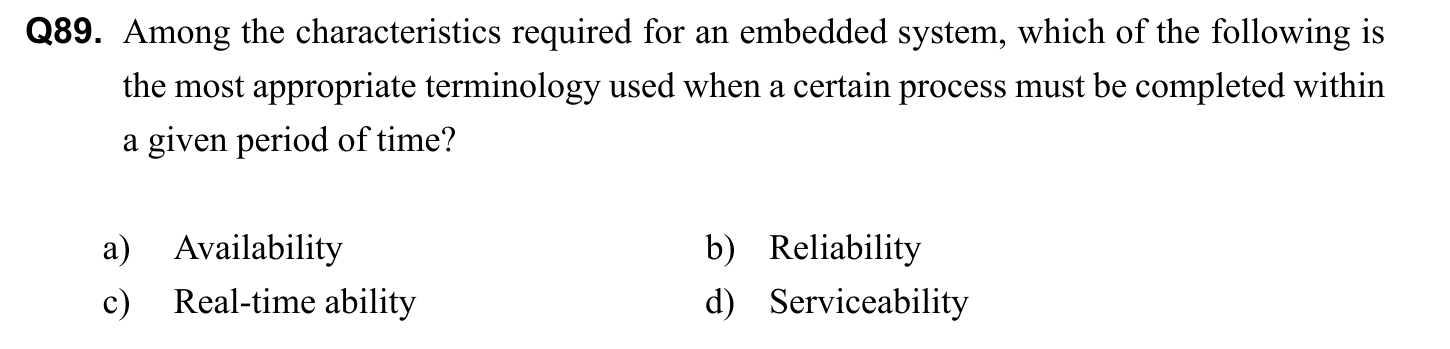 Q89. Among the characteristics required for an embedded system, which of the following is
the most appropriate terminology used when a certain process must be completed within
a given period of time?
a) Availability b) Reliability
c) Real-time ability d) Serviceability